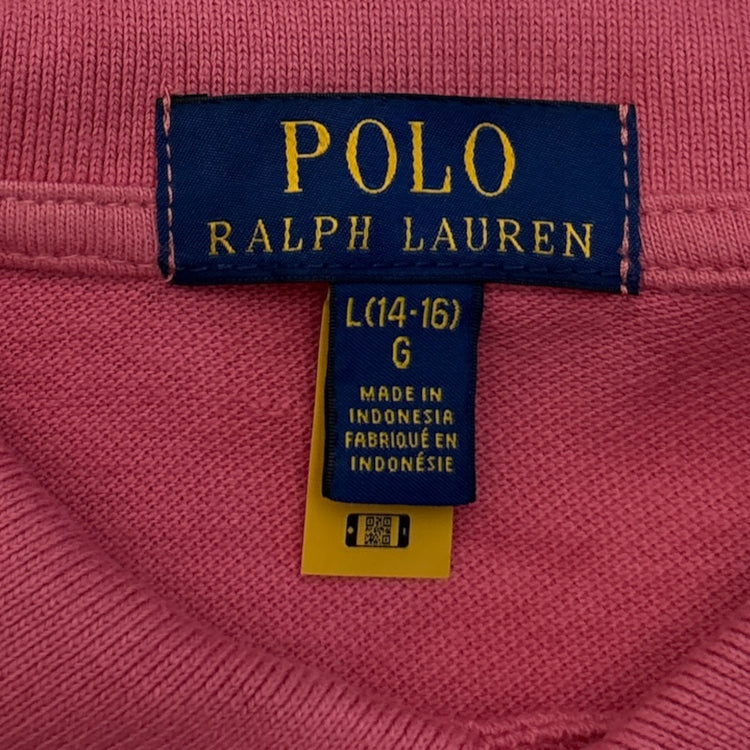 POLO
RALPH LAUREN
L(14-16)
G
MADE IN
INDONESIA
FABRIQUÉ EN
INDONÉSIE